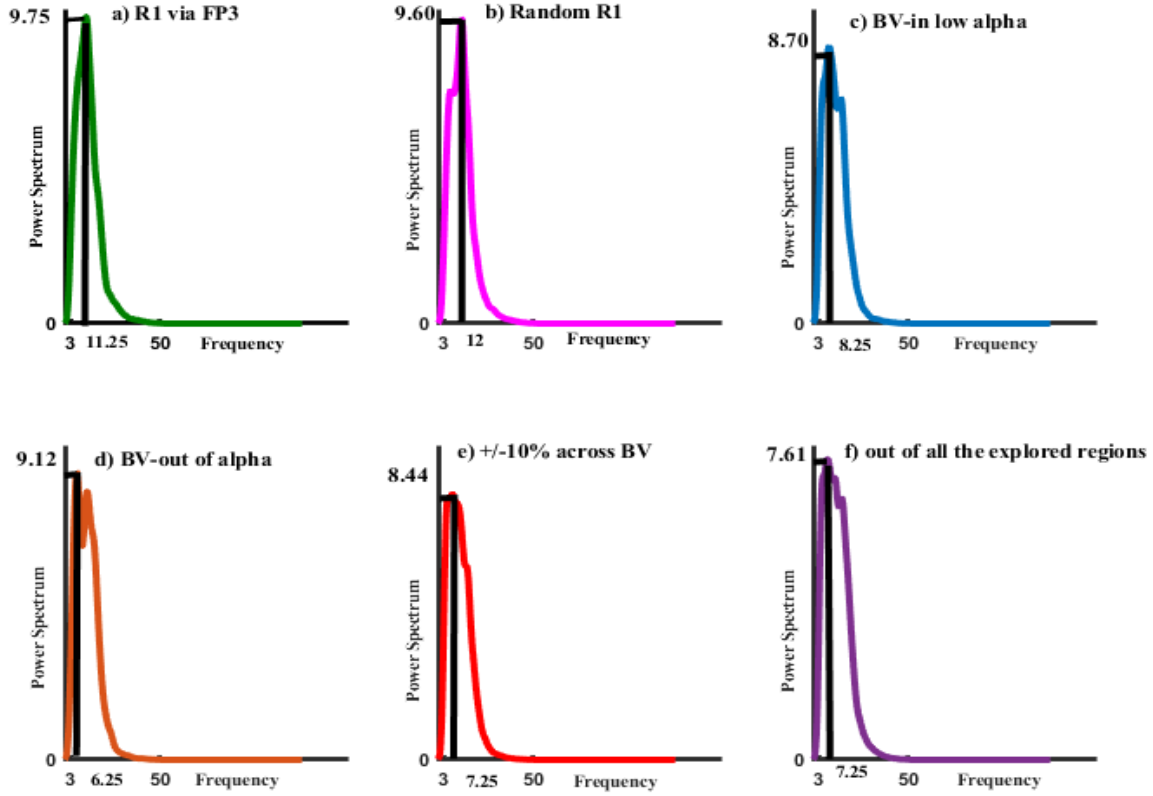 9.75
a) R1 via FP3
Power Spectrum
0
3 11.25 50 Frequency
9.60
b) Random R1
Power Spectrum
0
3 12 50 Frequency
8.70
c) BV-in low alpha
Power Spectrum
0
3 8.25 50 Frequency
9.12
d) BV-out of alpha
Power Spectrum
0
3 6.25 50 Frequency
8.44
e) +/-10% across BV
Power Spectrum
0
3 7.25 50 Frequency
7.61
f) out of all the explored regions
Power Spectrum
0
3 7.25 50 Frequency